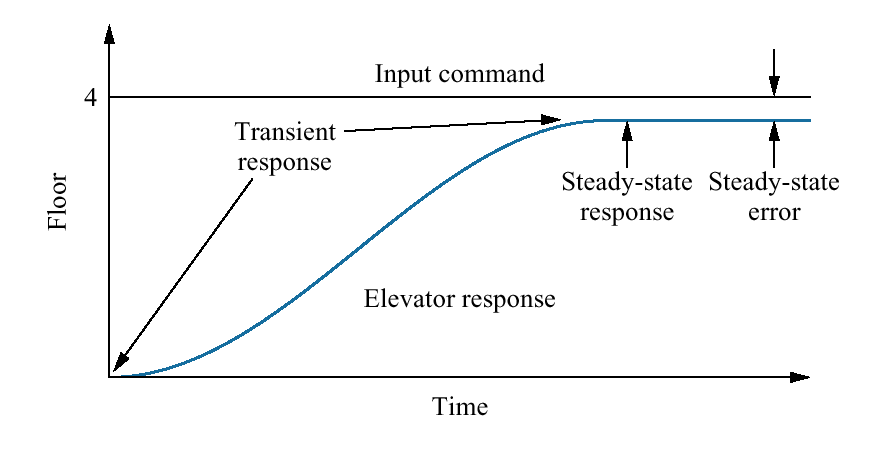 Input command
4
Transient
response
Steady-state
response
Steady-state
error
Floor
Elevator response
Time